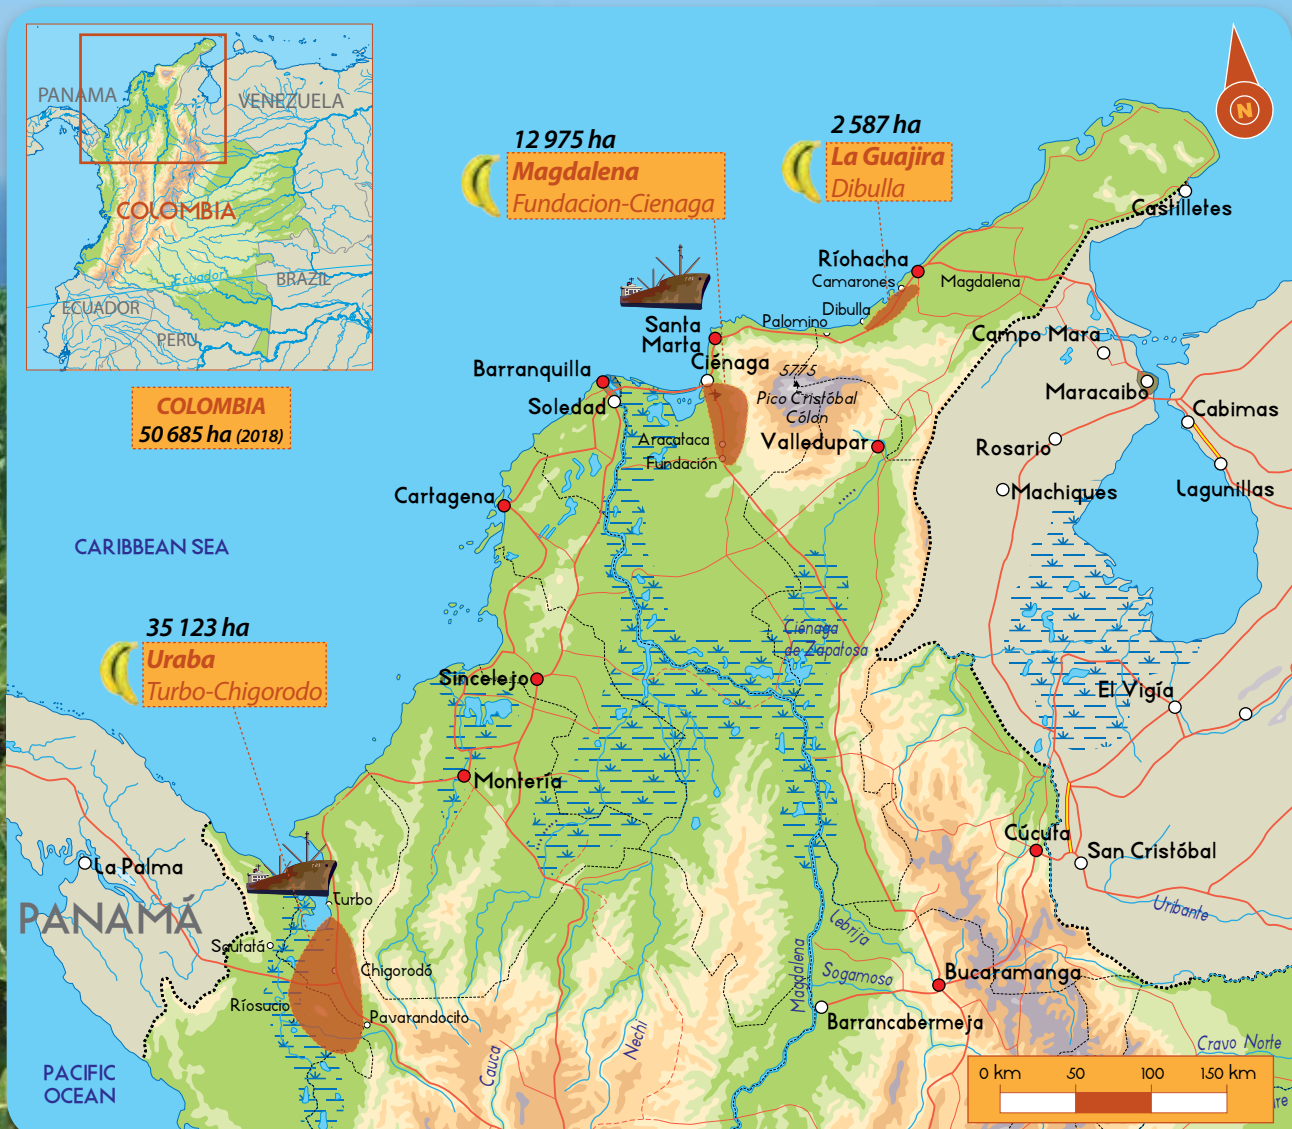 PANAMA
VENEZUELA
COLOMBIA
Ecuador
BRAZIL
ECUADOR
PERU
COLOMBIA
50 685 ha (2018)
N
12 975 ha
Magdalena
Fundacion-Cienaga
2 587 ha
La Guajira
Dibulla
35 123 ha
Uraba
Turbo-Chigorodo
CARIBBEAN SEA
Castilletes
Ríohacha
Camarones
Magdalena
Dibulla
Palomino
Santa
Marta
Ciénaga
Campo Mara
Barranquilla
5775
Pico Cristóbal
Cólon
Maracaibo
Soledad
Cabimas
Aracataca
Fundación
Valledupar
Rosario
Lagunillas
Machiques
Cartagena
Ciénaga
de Zapatosa
Sincelejo
El Vigía
Montería
Cúcuta
San Cristóbal
La Palma
PANAMÁ
Turbo
Uribante
Lebrija
Sautatá
Chigorodó
Magdalena
Sogamoso
Bucaramanga
Ríosucio
Pavarandocito
Barrancabermeja
Nechí
Cauca
Cravo Norte
PACIFIC
OCEAN
0 km 50 100 150 km